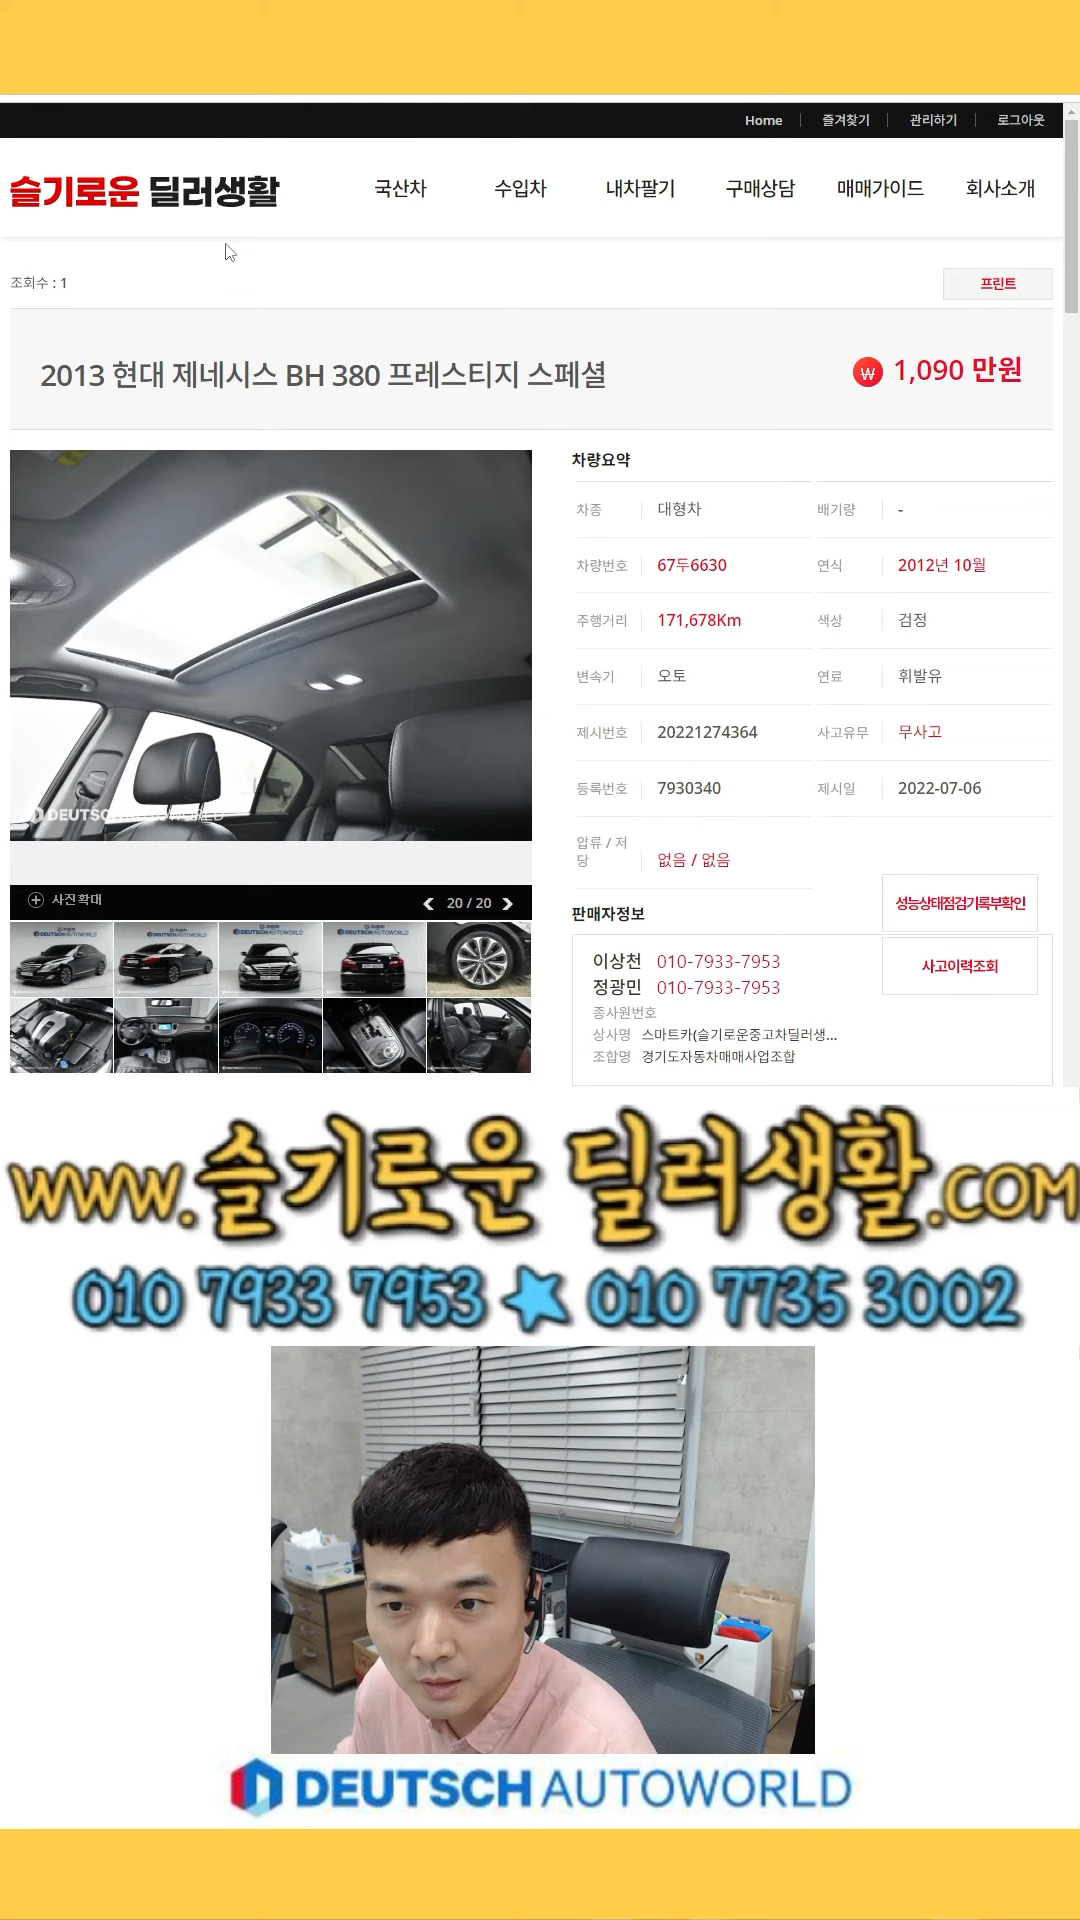 Home 즐겨찾기 관리하기 로그아웃
슬기로운 딜러생활 국산차 수입차 내차팔기 구매상담 매매가이드 회사소개
조회수 : 1 프린트
2013 현대 제네시스 BH 380 프레스티지 스페셜 ₩ 1,090 만원
차량요약
차종 대형차 배기량 -
차량번호 67두6630 연식 2012년 10월
주행거리 171,678Km 색상 검정
변속기 오토 연료 휘발유
제시번호 20221274364 사고유무 무사고
등록번호 7930340 제시일 2022-07-06
압류 / 저당 없음 / 없음
DEUTSCH AUTOWORLD
사진확대 20 / 20
성능상태점검기록부확인
사고이력조회
판매자정보
이상천 010-7933-7953
정광민 010-7933-7953
종사원번호
상사명 스마트카(슬기로운중고차딜러생...
조합명 경기도자동차매매사업조합
www.슬기로운 딜러생활.com
010 7933 7953 ★ 010 7735 3002
DEUTSCH AUTOWORLD